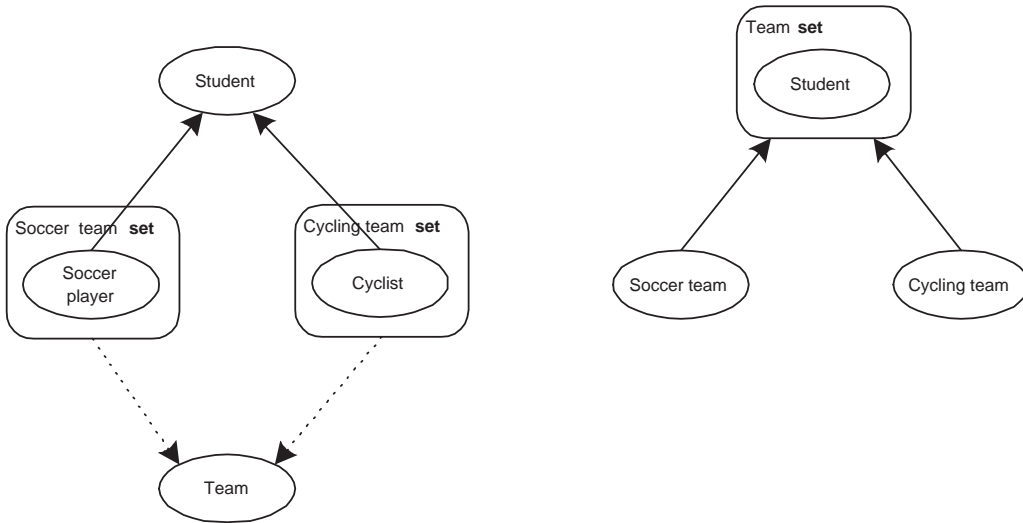 Student
Soccer team set
Soccer
player
Cycling team set
Cyclist
Team
Team set
Student
Soccer team
Cycling team